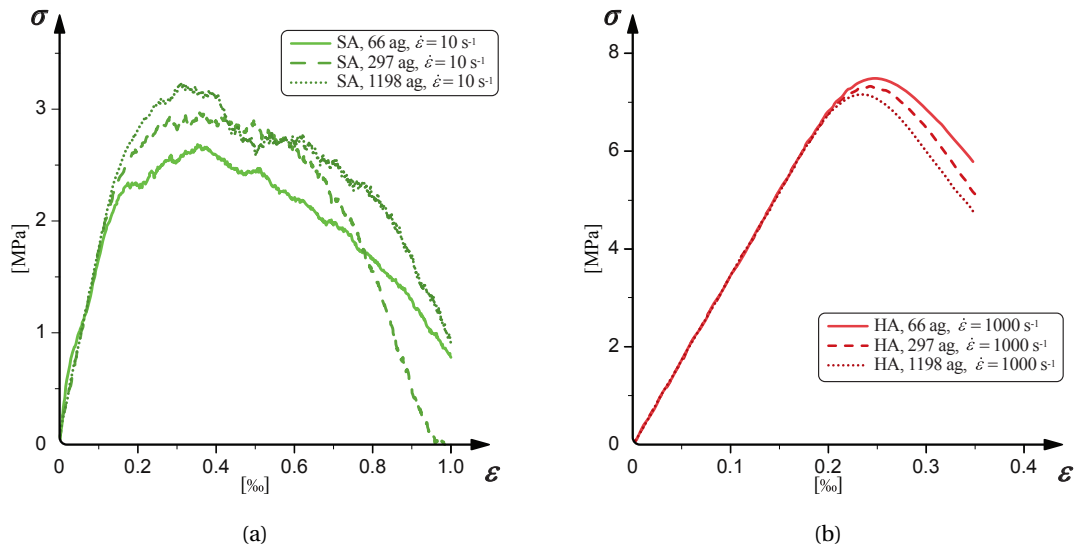 σ
SA, 66 ag, ε̇ = 10 s⁻¹
SA, 297 ag, ε̇ = 10 s⁻¹
SA, 1198 ag, ε̇ = 10 s⁻¹
3
2
[MPa]
1
0
0
0.2
0.4
0.6
0.8
1.0
ε
[‰]
(a)
σ
8
6
[MPa]
4
HA, 66 ag, ε̇ = 1000 s⁻¹
HA, 297 ag, ε̇ = 1000 s⁻¹
HA, 1198 ag, ε̇ = 1000 s⁻¹
2
0
0
0.1
0.2
0.3
0.4
ε
[‰]
(b)